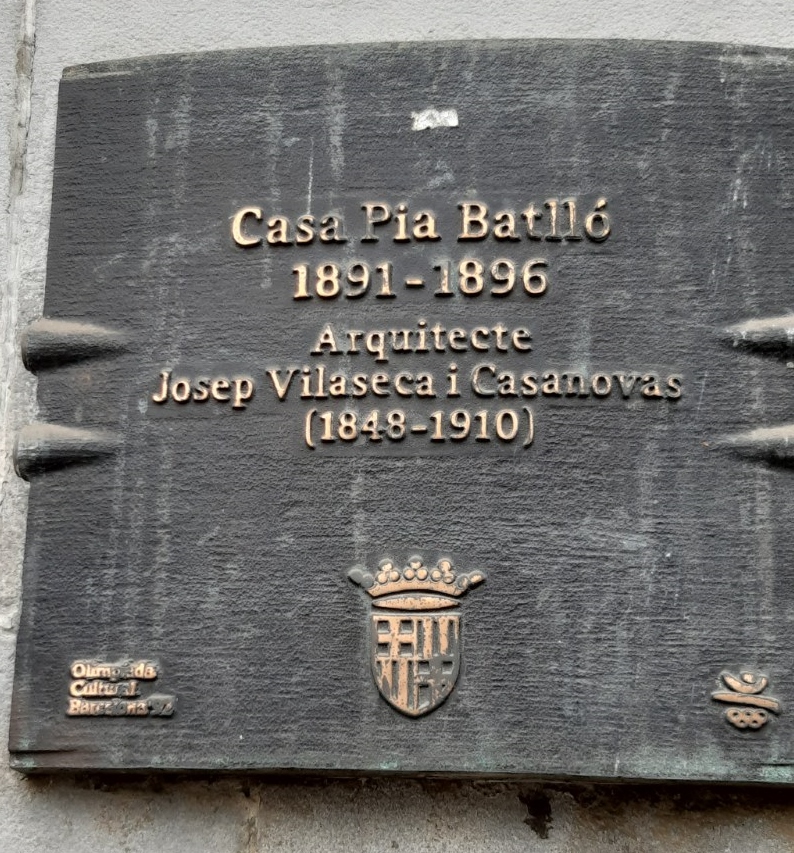 Casa Pia Batlló
1891-1896
Arquitecte
Josep Vilaseca i Casanovas
(1848-1910)
Olimpíada
Cultural
Barcelona'92